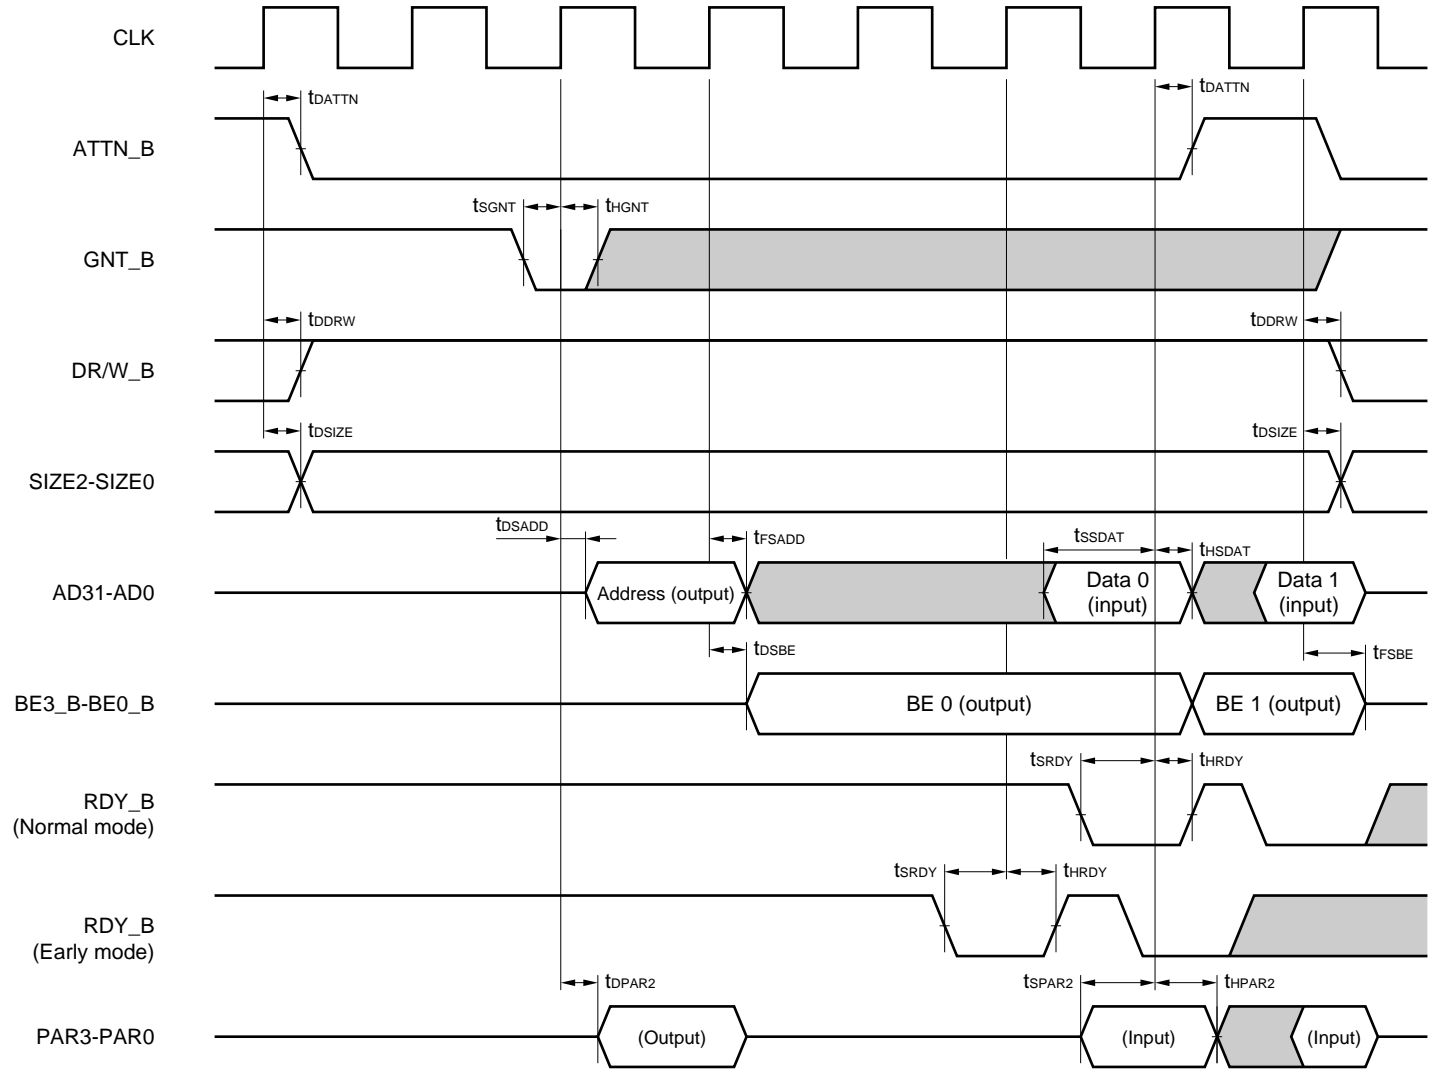 CLK
tDATTN tDATTN
ATTN_B
tSGNT tHGNT
GNT_B
tDDRW tDDRW
DR/W_B
tDSIZE tDSIZE
SIZE2-SIZE0
tDSADD tFSADD tSSDAT tHSDAT
AD31-AD0 Address (output) Data 0 (input) Data 1 (input)
tDSBE tFSBE
BE3_B-BE0_B BE 0 (output) BE 1 (output)
tSRDY tHRDY
RDY_B
(Normal mode)
tSRDY tHRDY
RDY_B
(Early mode)
tDPAR2 tSPAR2 tHPAR2
PAR3-PAR0 (Output) (Input) (Input)